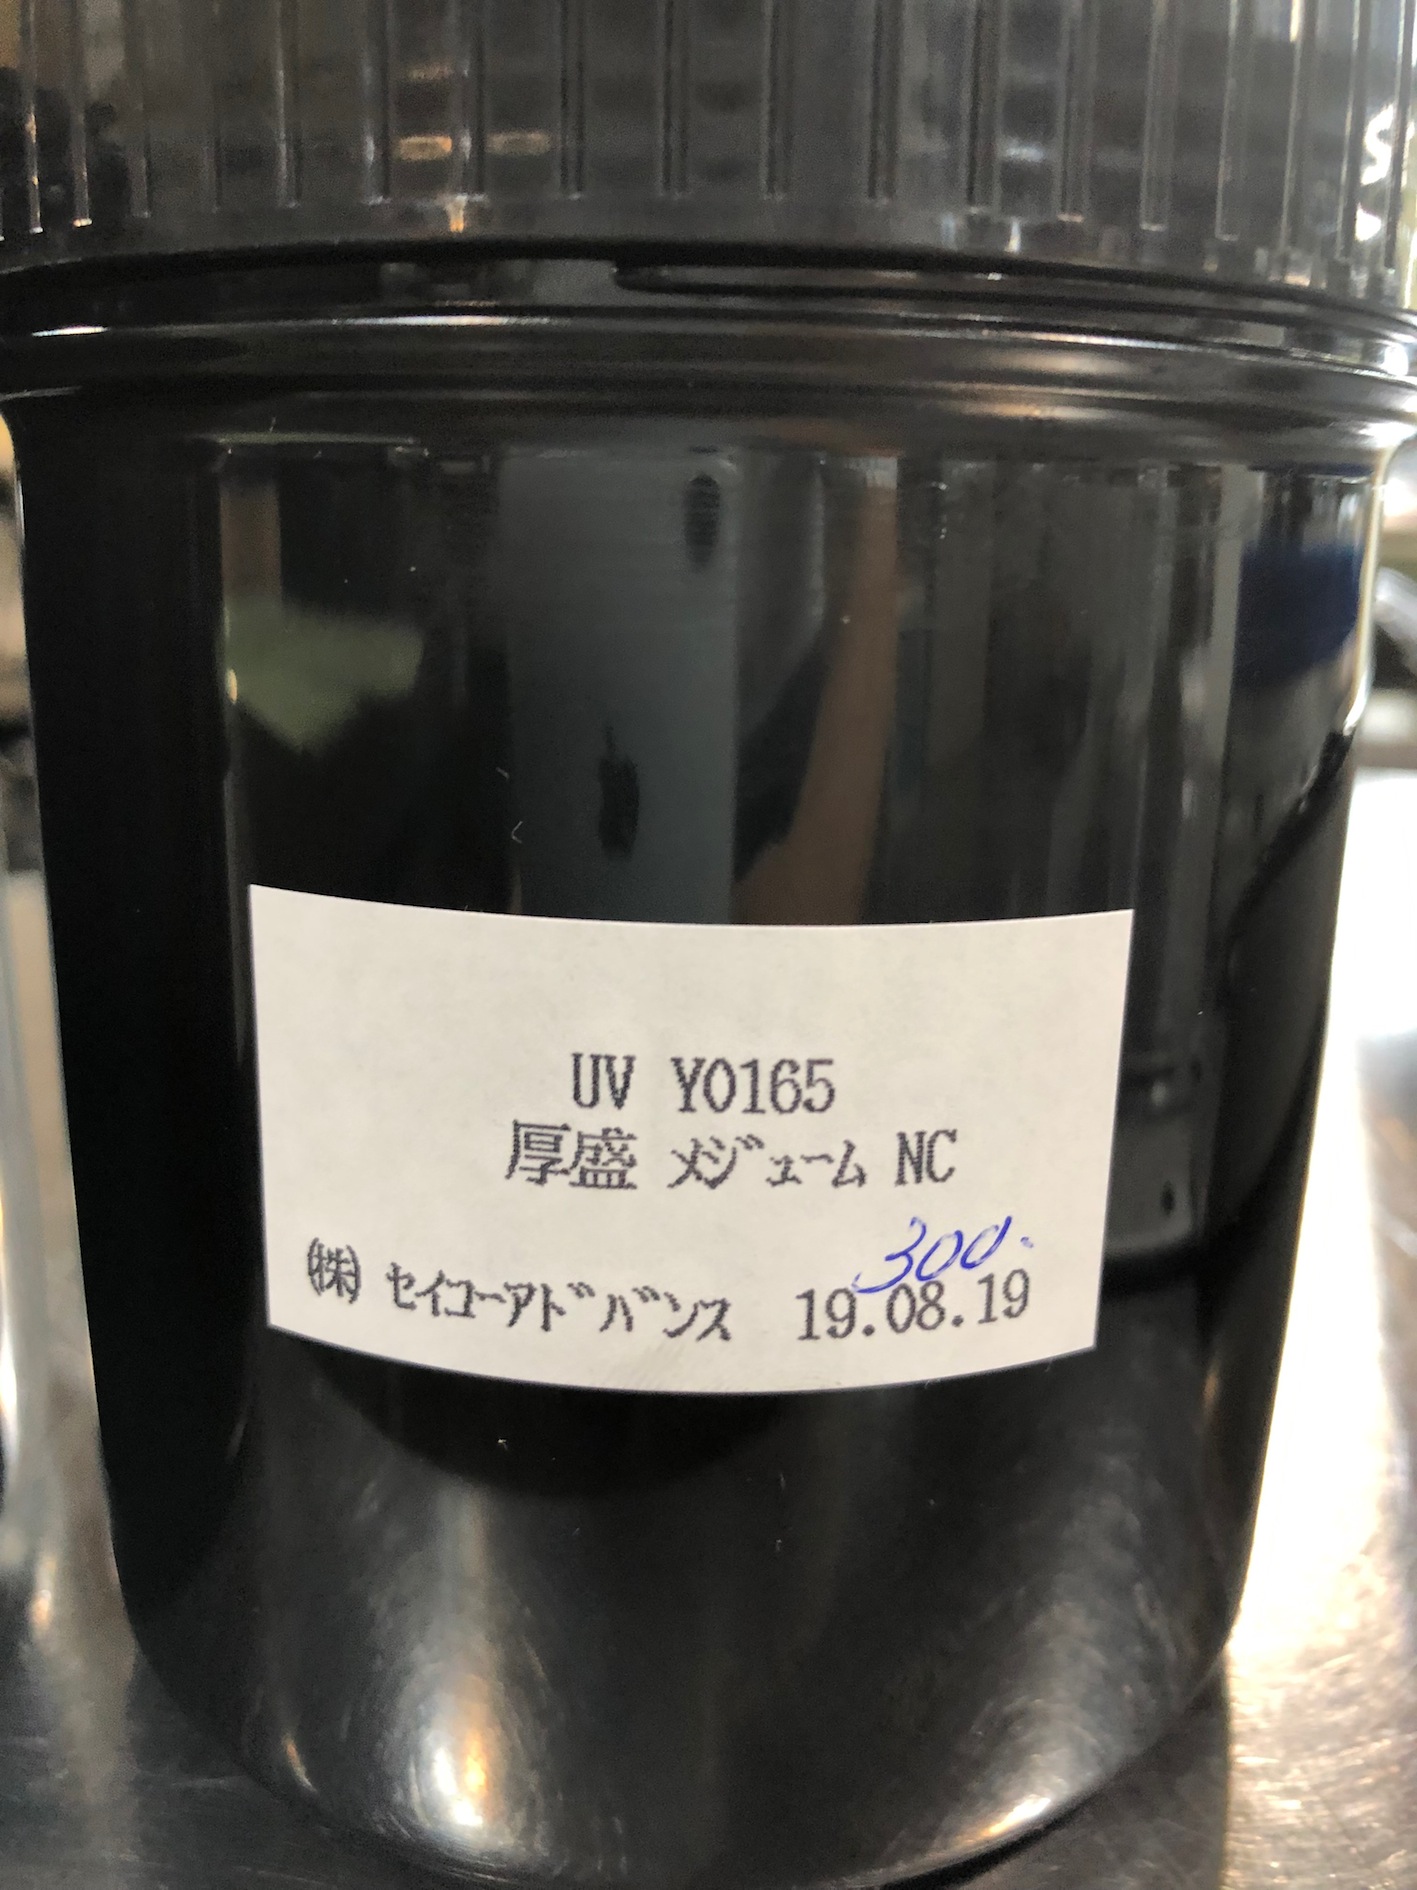 UV Y0165
厚盛 メジューム NC
300.
㈱ セイコーアドバンス 19.08.19